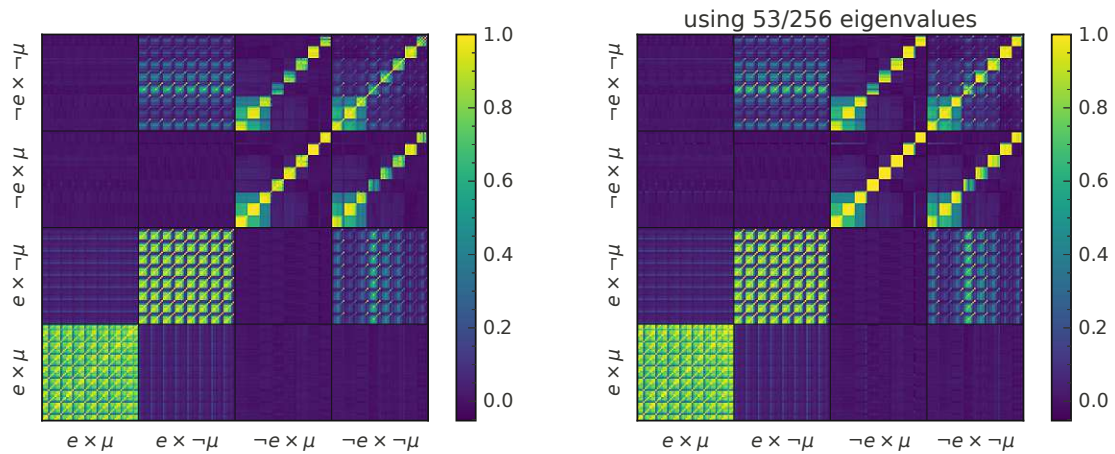 using 53/256 eigenvalues
¬e × ¬μ
¬e × μ
e × ¬μ
e × μ
e × μ
e × ¬μ
¬e × μ
¬e × ¬μ
1.0
0.8
0.6
0.4
0.2
0.0
¬e × ¬μ
¬e × μ
e × ¬μ
e × μ
e × μ
e × ¬μ
¬e × μ
¬e × ¬μ
1.0
0.8
0.6
0.4
0.2
0.0